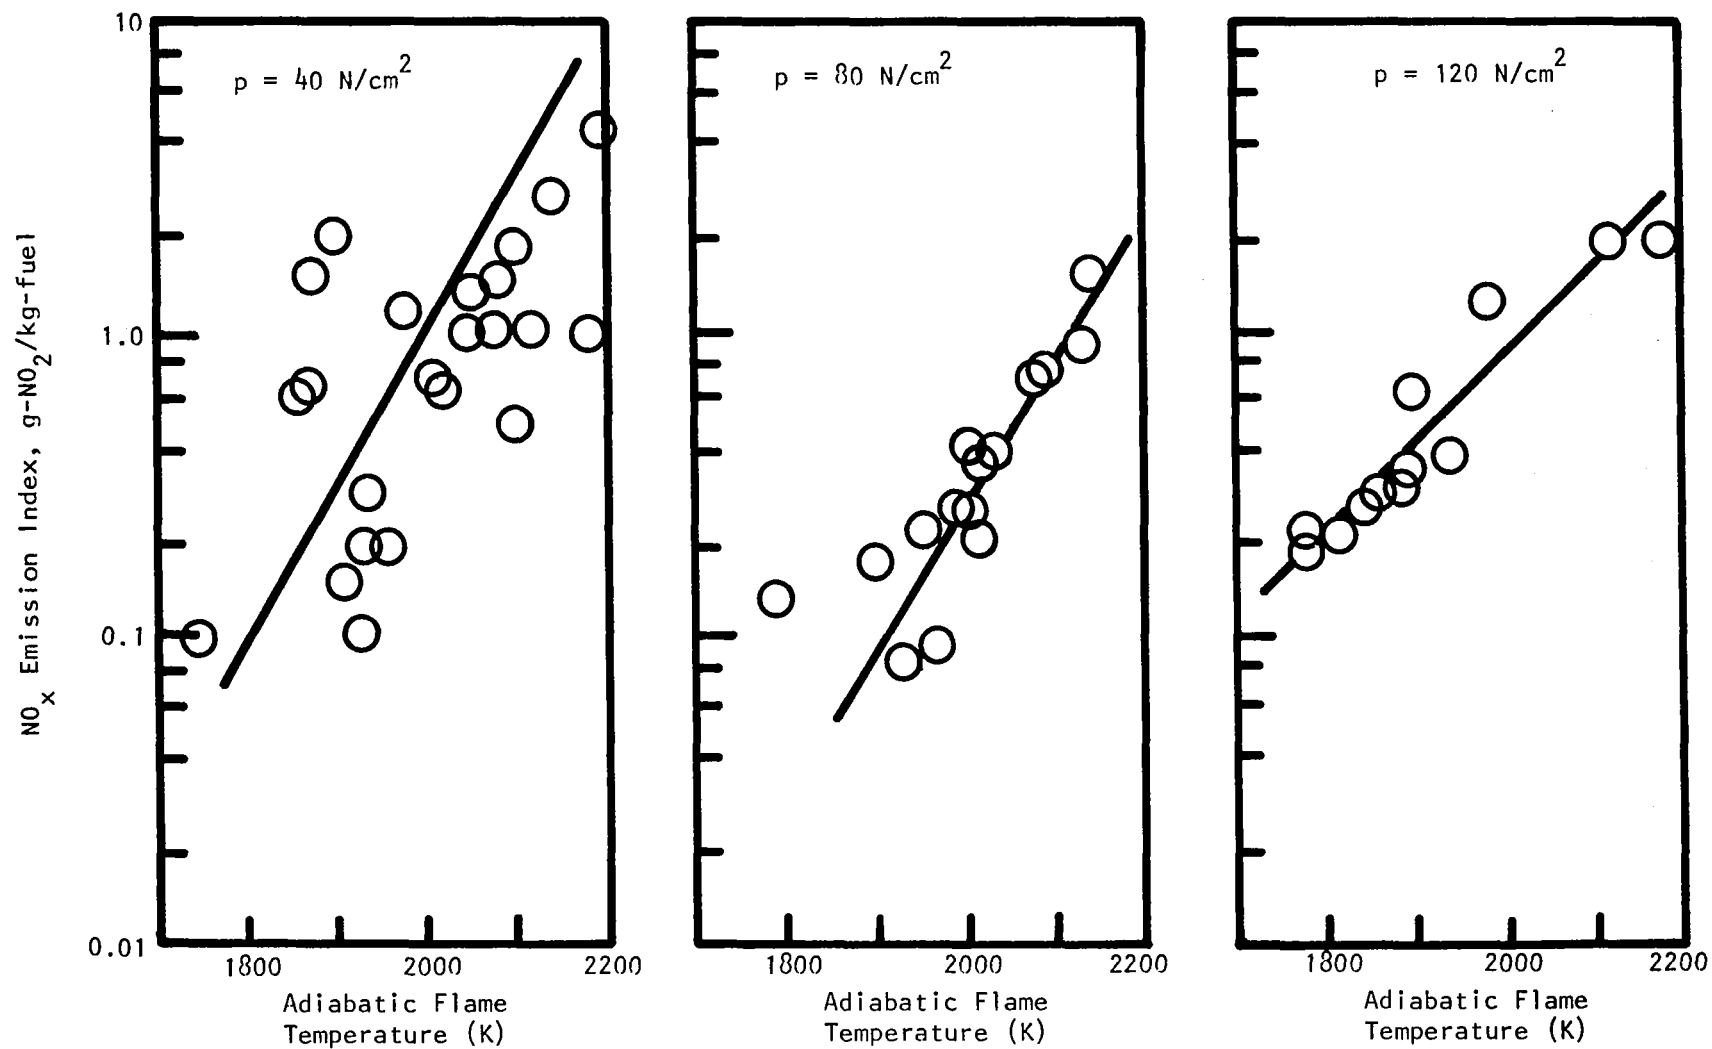 10
1.0
0.1
0.01
NOx Emission Index, g-NO2/kg-fuel
p = 40 N/cm2
1800 2000 2200
Adiabatic Flame
Temperature (K)
p = 80 N/cm2
1800 2000 2200
Adiabatic Flame
Temperature (K)
p = 120 N/cm2
1800 2000 2200
Adiabatic Flame
Temperature (K)